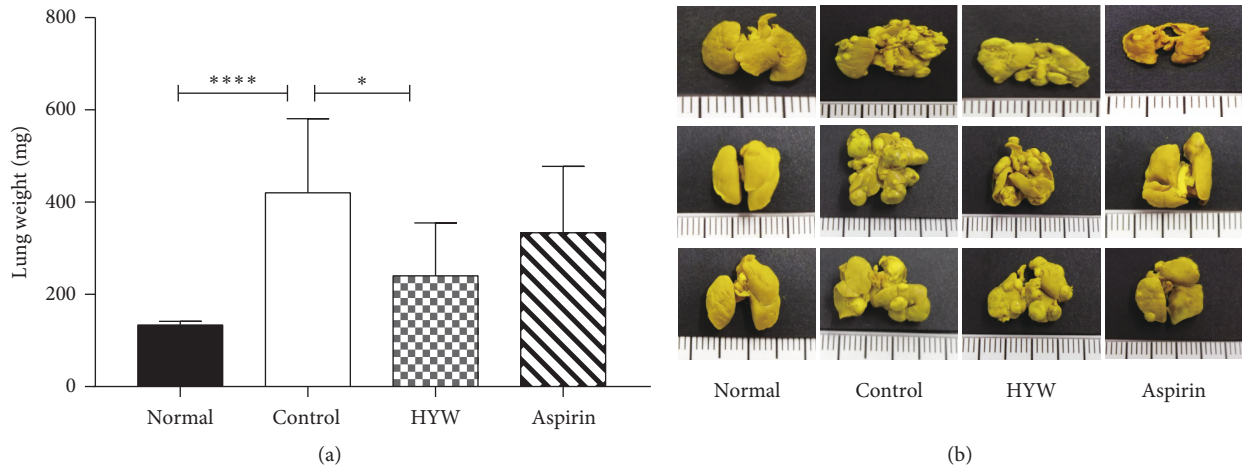 800
600
400
200
0
Lung weight (mg)
****
*
Normal Control HYW Aspirin
(a)
Normal Control HYW Aspirin
(b)